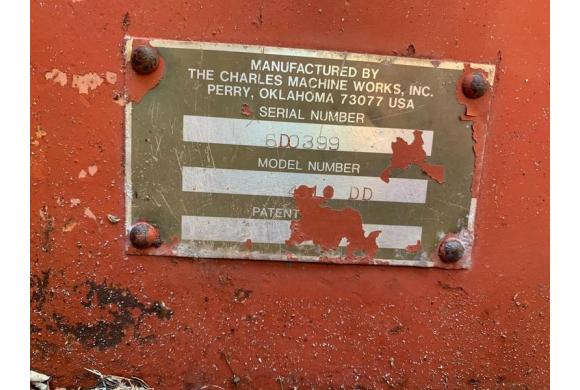 MANUFACTURED BY
THE CHARLES MACHINE WORKS, INC.
PERRY, OKLAHOMA 73077 USA
SERIAL NUMBER
6D0399
MODEL NUMBER
DD
PATENT